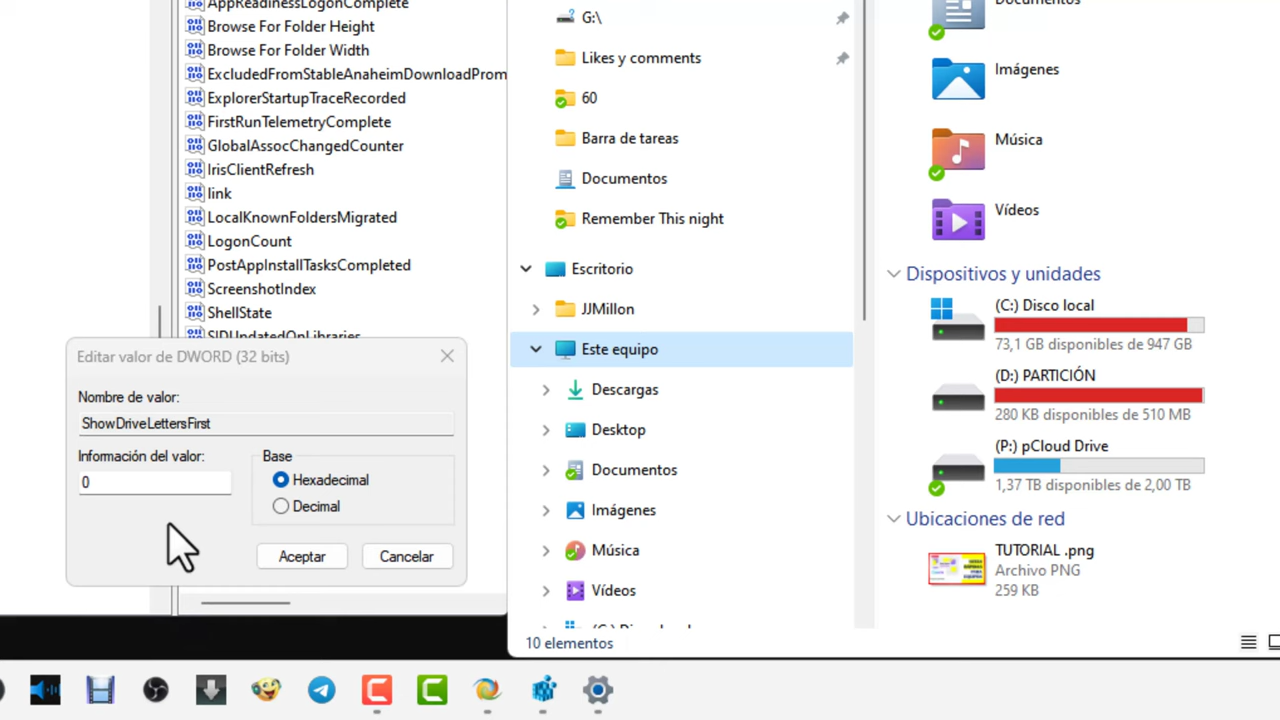 AppReadinessLogonComplete
Browse For Folder Height
Browse For Folder Width
ExcludedFromStableAnaheimDownloadProm
ExplorerStartupTraceRecorded
FirstRunTelemetryComplete
GlobalAssocChangedCounter
IrisClientRefresh
link
LocalKnownFoldersMigrated
LogonCount
PostAppInstallTasksCompleted
ScreenshotIndex
ShellState
SIDUpdatedOnLibraries
Editar valor de DWORD (32 bits)
Nombre de valor:
ShowDriveLettersFirst
Información del valor:
0
Base
Hexadecimal
Decimal
Aceptar
Cancelar
G:\
Likes y comments
60
Barra de tareas
Documentos
Remember This night
Escritorio
JJMillon
Este equipo
Descargas
Desktop
Documentos
Imágenes
Música
Vídeos
10 elementos
Documentos
Imágenes
Música
Vídeos
Dispositivos y unidades
(C:) Disco local
73,1 GB disponibles de 947 GB
(D:) PARTICIÓN
280 KB disponibles de 510 MB
(P:) pCloud Drive
1,37 TB disponibles de 2,00 TB
Ubicaciones de red
TUTORIAL .png
Archivo PNG
259 KB